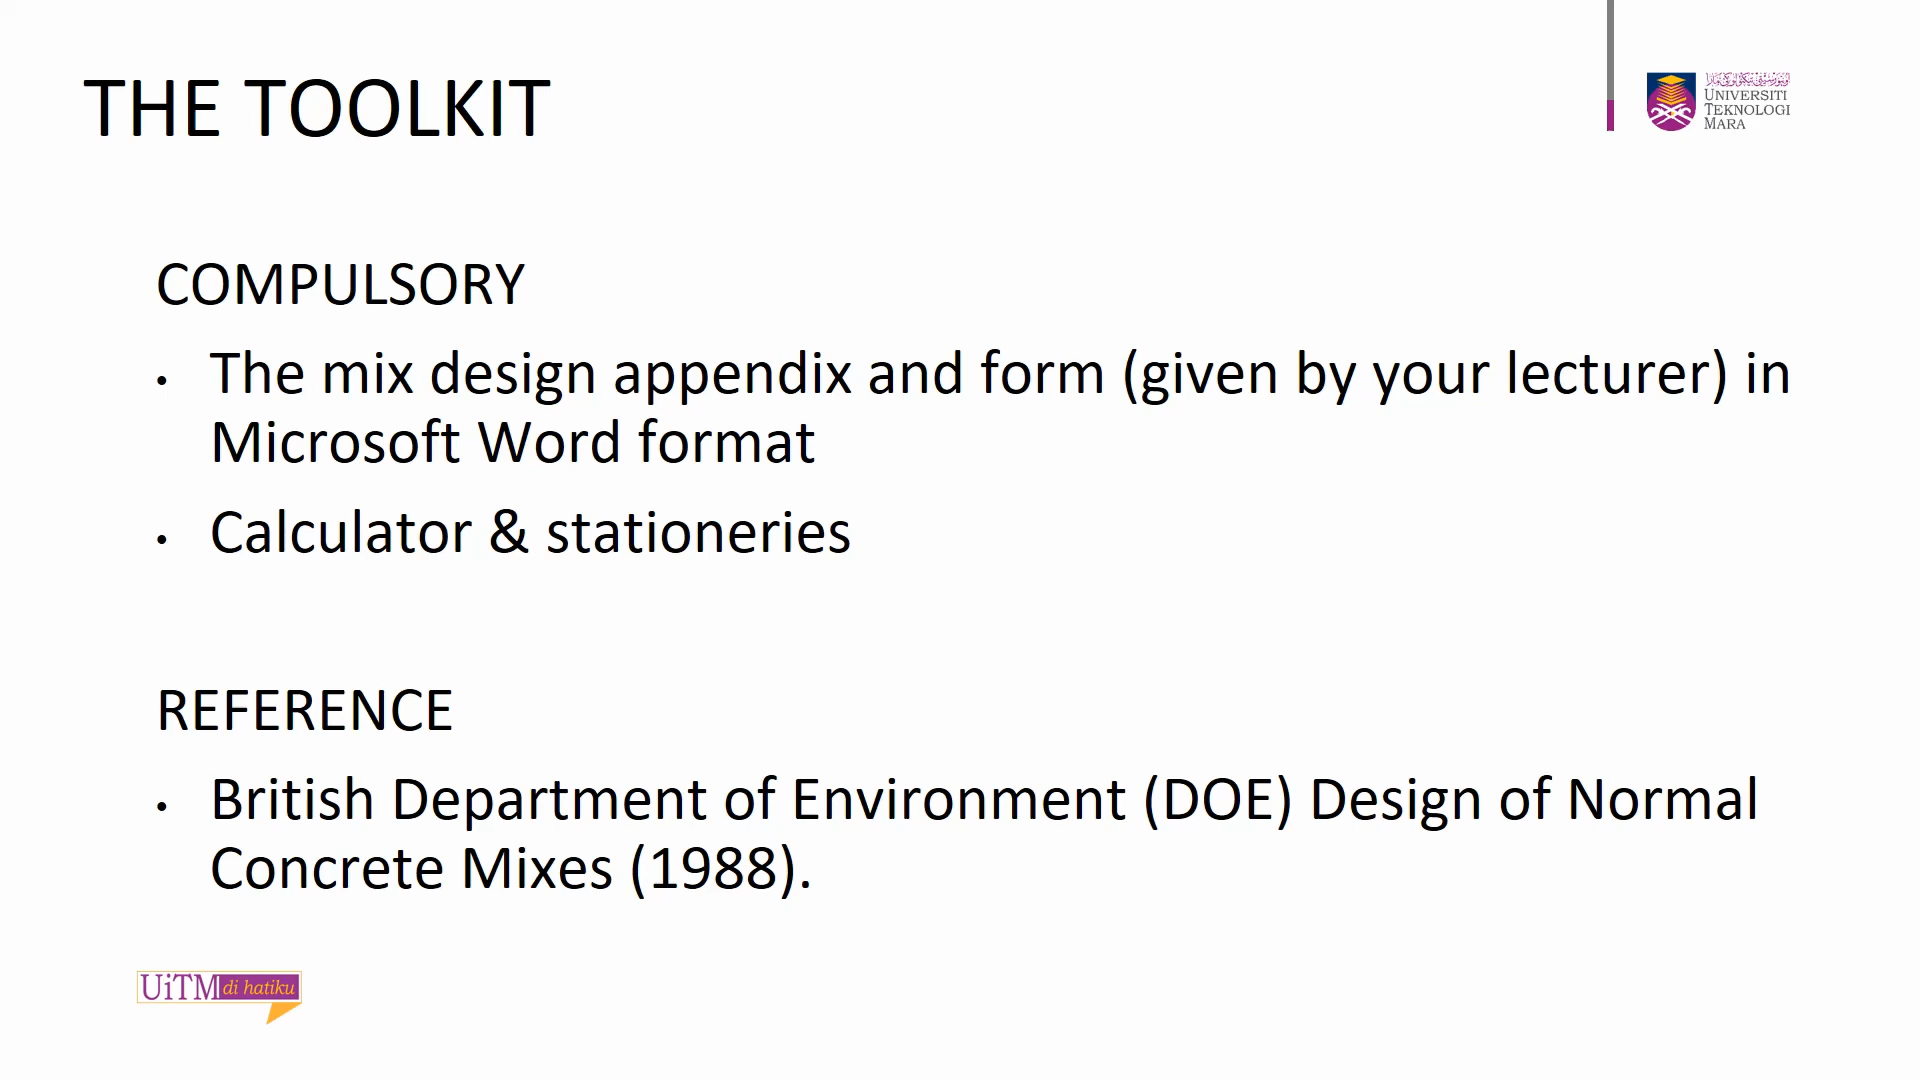 THE TOOLKIT
UNIVERSITI
TEKNOLOGI
MARA
COMPULSORY
• The mix design appendix and form (given by your lecturer) in
Microsoft Word format
• Calculator & stationeries
REFERENCE
• British Department of Environment (DOE) Design of Normal
Concrete Mixes (1988).
UiTM di hatiku